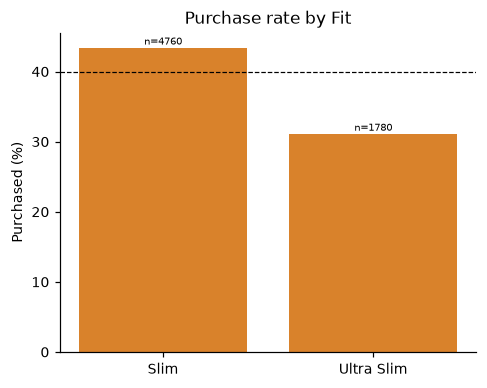 Purchase rate by Fit
Purchased (%)
40
30
20
10
0
n=4760
n=1780
Slim
Ultra Slim